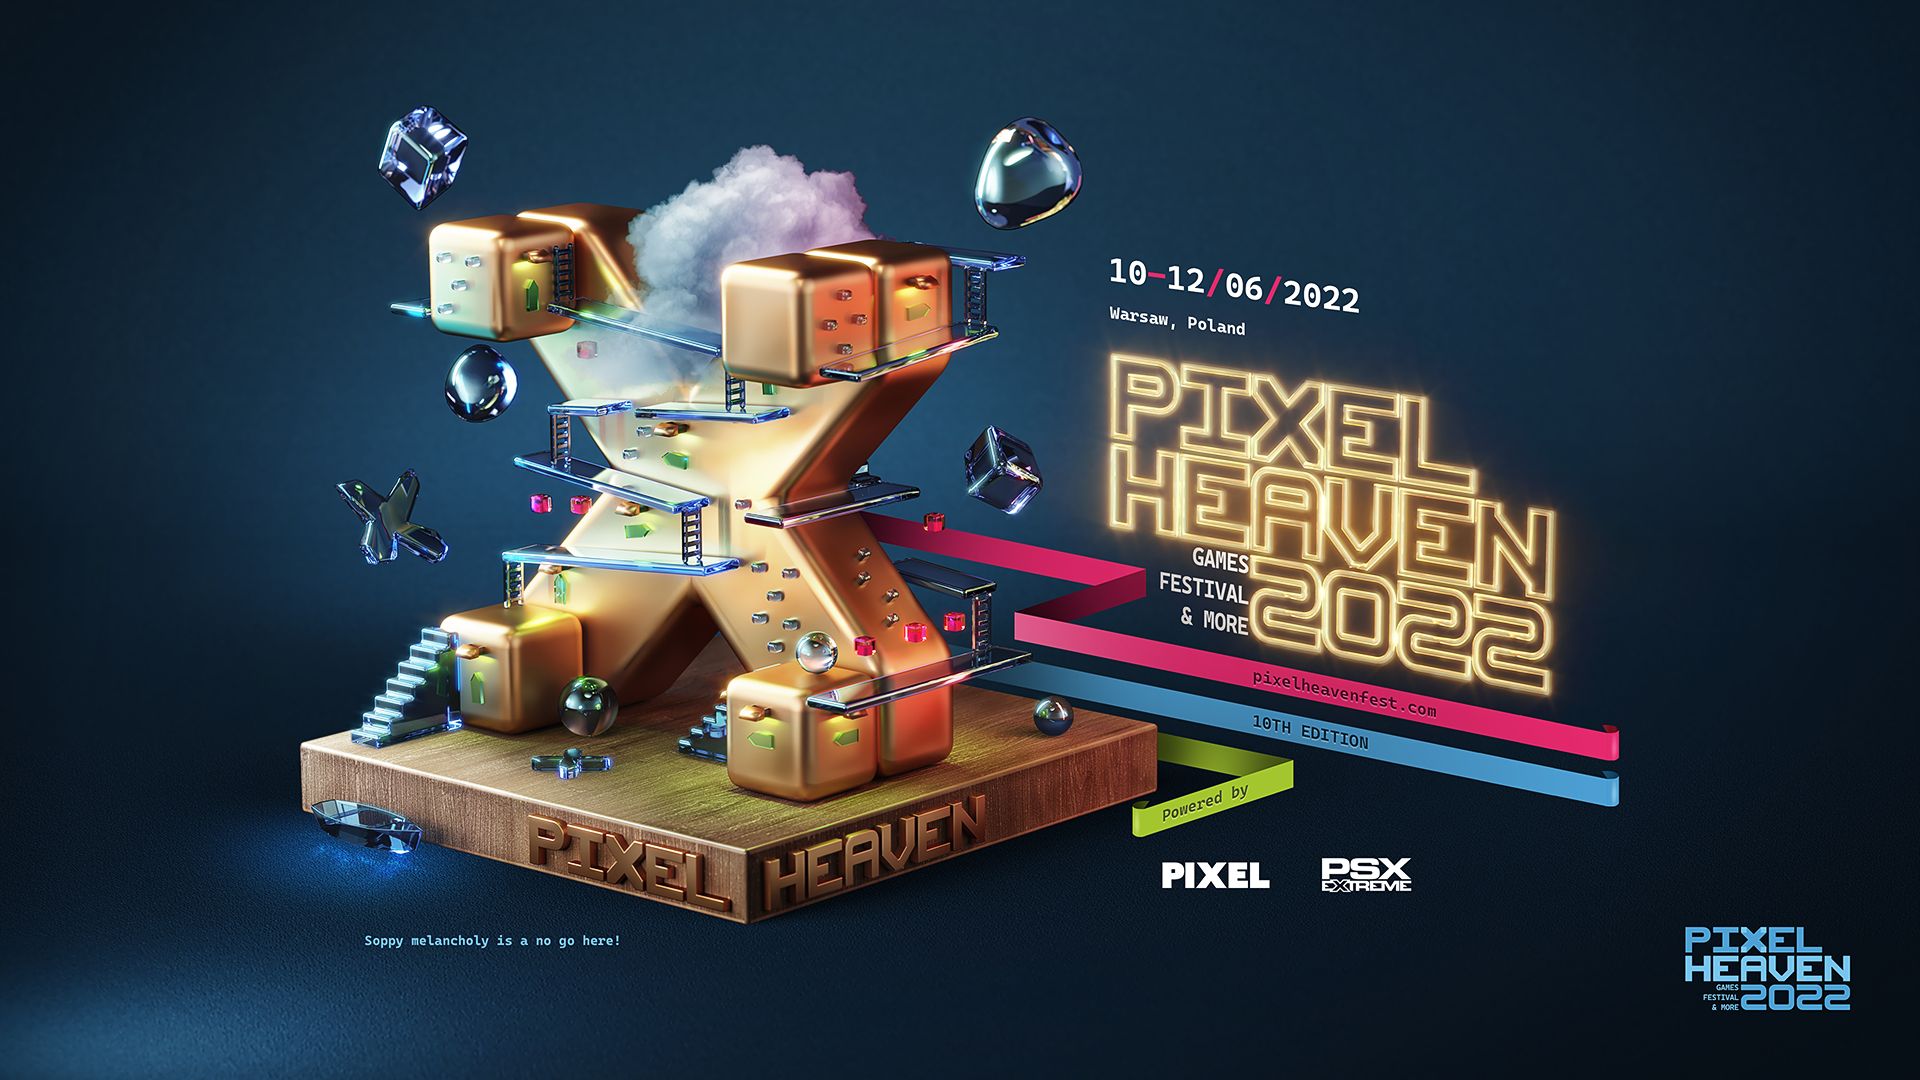 10–12/06/2022
Warsaw, Poland
PIXEL
HEAVEN
GAMES
FESTIVAL
& MORE
2022
pixelheavenfest.com
10TH EDITION
Powered by
PIXEL
PSX
EXTREME
PIXEL HEAVEN
Soppy melancholy is a no go here!
PIXEL
HEAVEN
GAMES
FESTIVAL
& MORE
2022